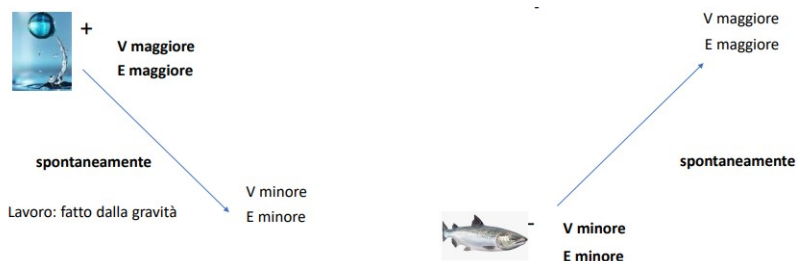 +
V maggiore
E maggiore
spontaneamente
Lavoro: fatto dalla gravità
V minore
E minore
-
V maggiore
E maggiore
spontaneamente
-
V minore
E minore